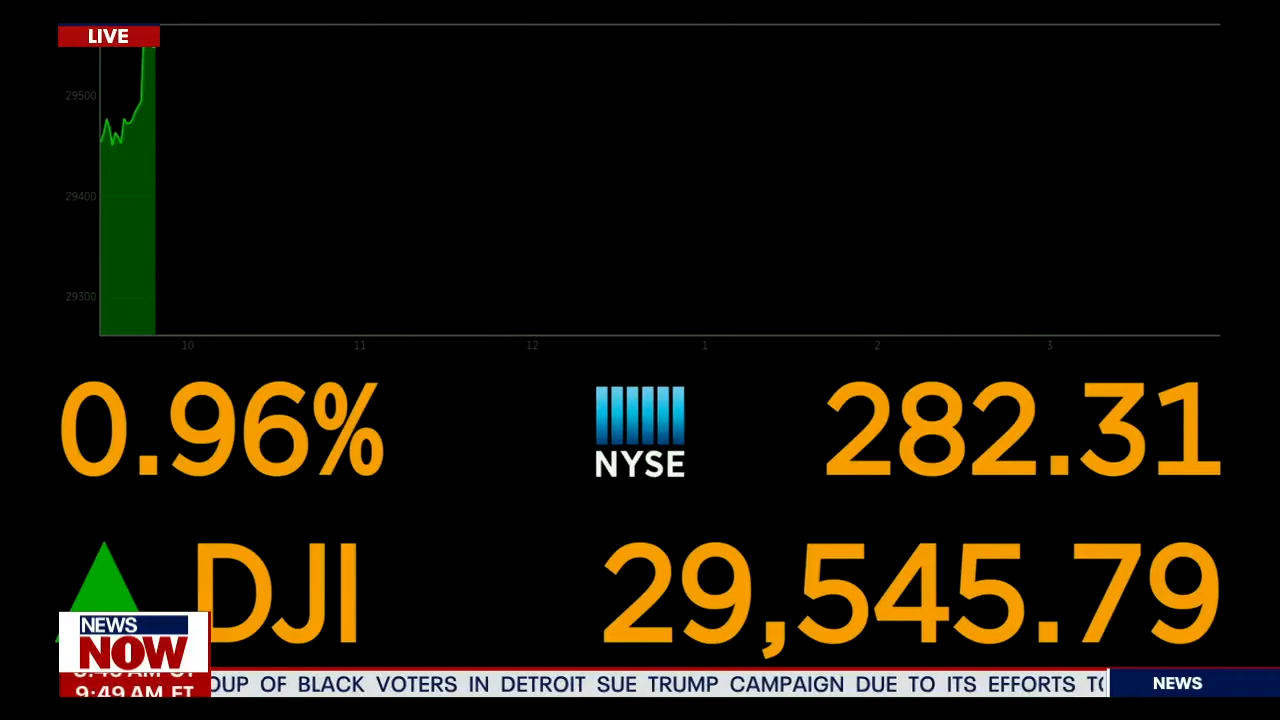 LIVE
29500
29400
29300
10 11 12 1 2 3
0.96% NYSE 282.31
DJI 29,545.79
NEWS
NOW
9:49 AM ET
OUP OF BLACK VOTERS IN DETROIT SUE TRUMP CAMPAIGN DUE TO ITS EFFORTS TO
NEWS